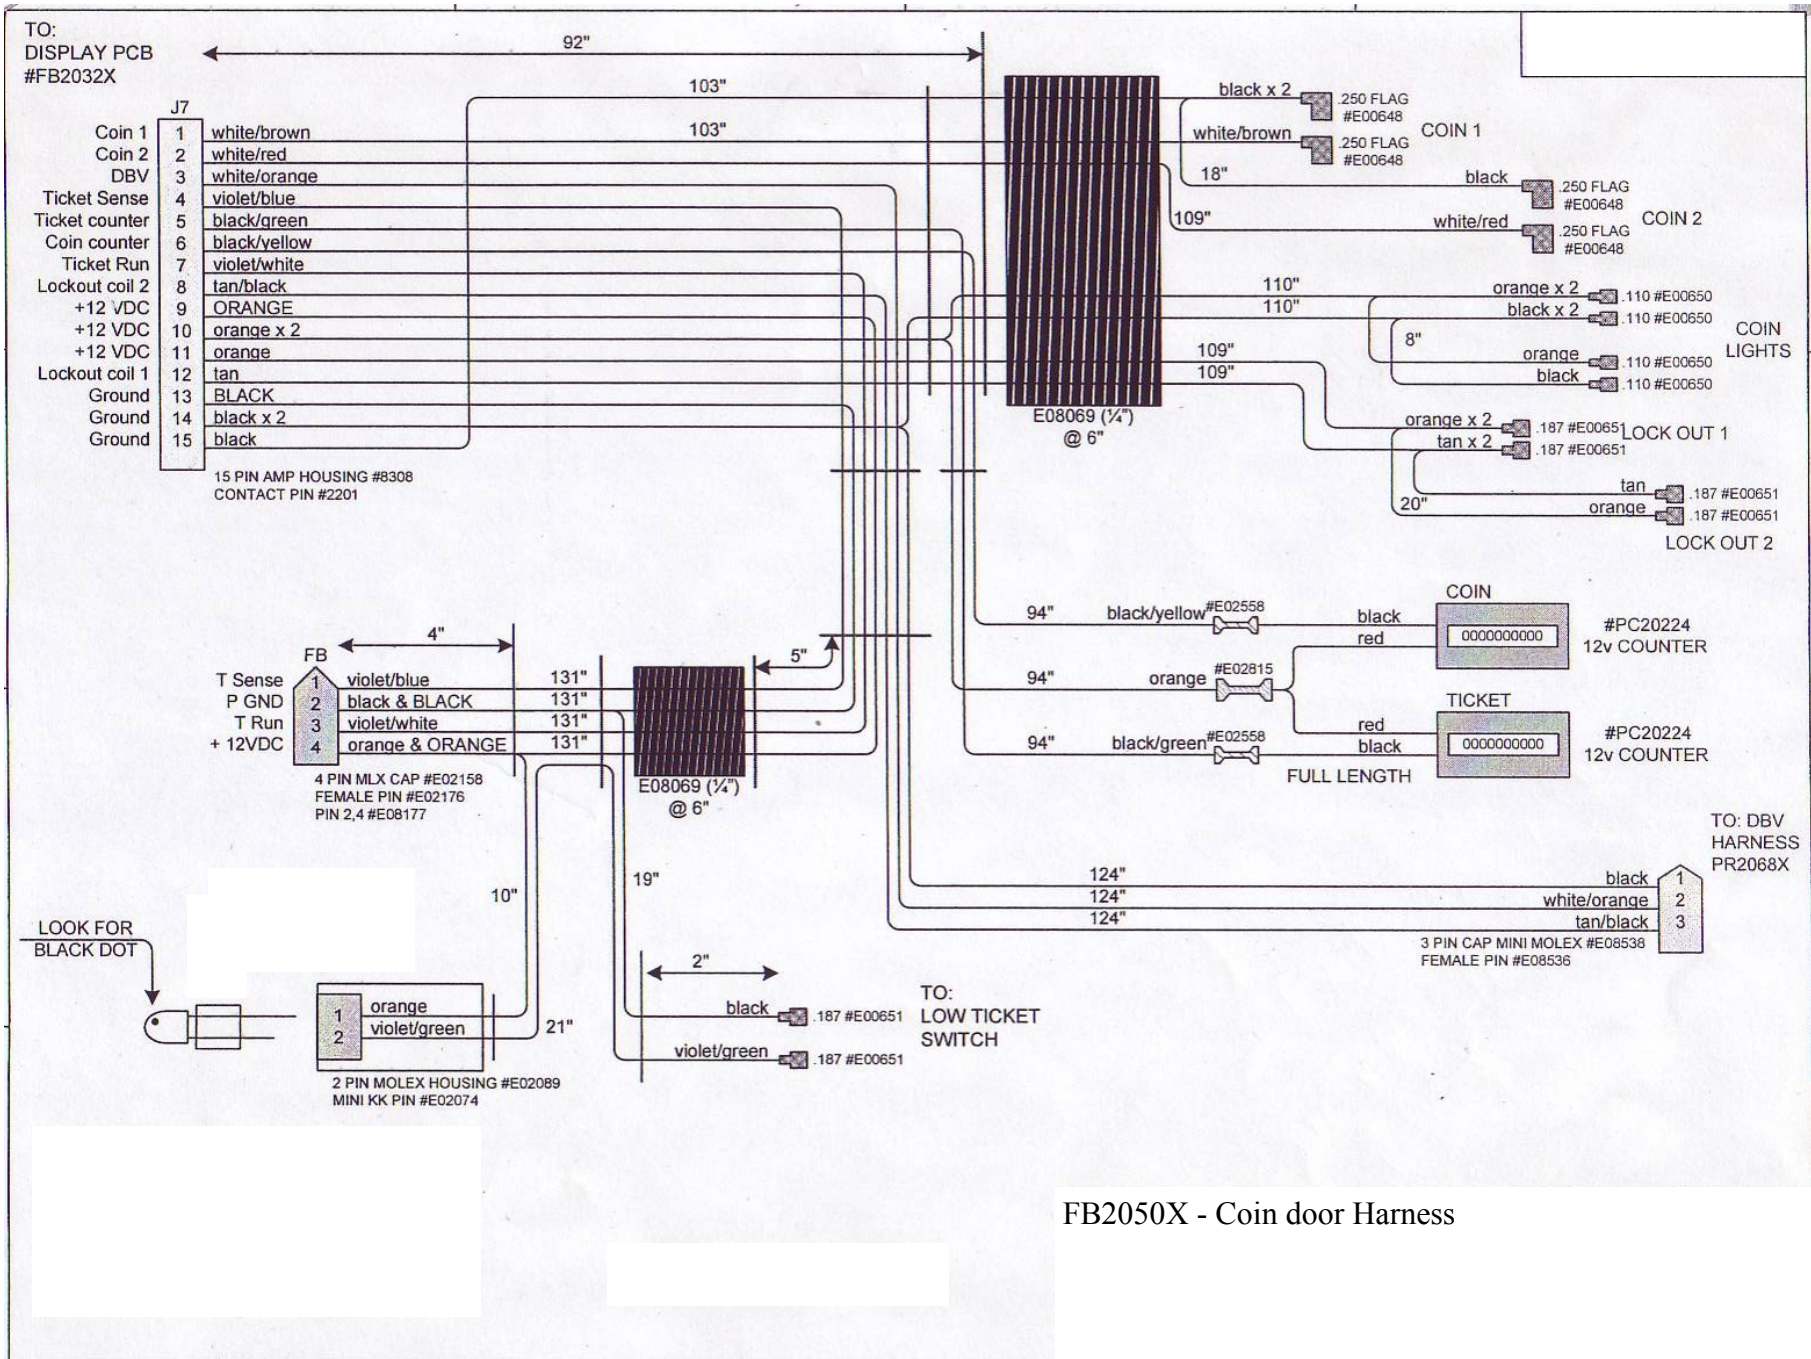 TO:
DISPLAY PCB
#FB2032X
92"
103"
103"
J7
Coin 1 1 white/brown
Coin 2 2 white/red
DBV 3 white/orange
Ticket Sense 4 violet/blue
Ticket counter 5 black/green
Coin counter 6 black/yellow
Ticket Run 7 violet/white
Lockout coil 2 8 tan/black
+12 VDC 9 ORANGE
+12 VDC 10 orange x 2
+12 VDC 11 orange
Lockout coil 1 12 tan
Ground 13 BLACK
Ground 14 black x 2
Ground 15 black
15 PIN AMP HOUSING #8308
CONTACT PIN #2201
E08069 (¼")
@ 6"
black x 2
.250 FLAG
#E00648
white/brown
.250 FLAG
#E00648
COIN 1
18"
black
.250 FLAG
#E00648
109"
white/red
.250 FLAG
#E00648
COIN 2
110"
orange x 2
.110 #E00650
110"
black x 2
.110 #E00650
8"
orange
.110 #E00650
black
.110 #E00650
COIN
LIGHTS
109"
109"
orange x 2
.187 #E00651
tan x 2
.187 #E00651
LOCK OUT 1
20"
tan
.187 #E00651
orange
.187 #E00651
LOCK OUT 2
94"
black/yellow
#E02558
black
red
COIN
0000000000
#PC20224
12v COUNTER
94"
orange
#E02815
94"
black/green
#E02558
red
black
FULL LENGTH
TICKET
0000000000
#PC20224
12v COUNTER
4"
5"
FB
T Sense 1 violet/blue 131"
P GND 2 black & BLACK 131"
T Run 3 violet/white 131"
+ 12VDC 4 orange & ORANGE 131"
4 PIN MLX CAP #E02158
FEMALE PIN #E02176
PIN 2,4 #E08177
E08069 (¼")
@ 6"
TO: DBV
HARNESS
PR2068X
124" black 1
124" white/orange 2
124" tan/black 3
3 PIN CAP MINI MOLEX #E08538
FEMALE PIN #E08536
10"
19"
LOOK FOR
BLACK DOT
1 orange
2 violet/green
21"
2 PIN MOLEX HOUSING #E02089
MINI KK PIN #E02074
2"
black
.187 #E00651
violet/green
.187 #E00651
TO:
LOW TICKET
SWITCH
FB2050X - Coin door Harness